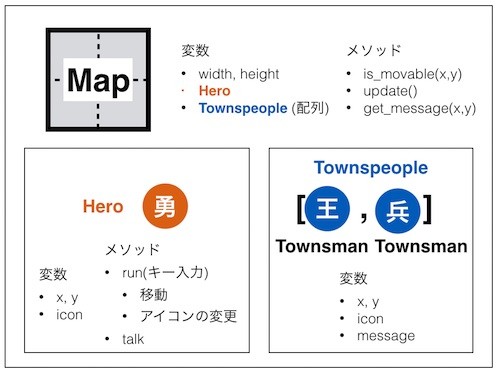 Map
変数
• width, height
• Hero
• Townspeople (配列)
メソッド
• is_movable(x,y)
• update()
• get_message(x,y)
Hero
勇
変数
• x, y
• icon
メソッド
• run(キー入力)
• 移動
• アイコンの変更
• talk
Townspeople
[王 , 兵]
Townsman Townsman
変数
• x, y
• icon
• message